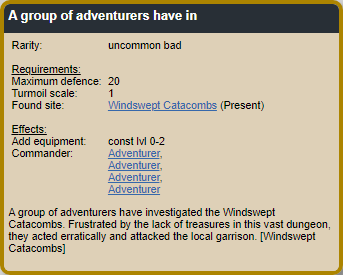 A group of adventurers have in
Rarity: uncommon bad
Requirements:
Maximum defence: 20
Turmoil scale: 1
Found site: Windswept Catacombs (Present)
Effects:
Add equipment: const lvl 0-2
Commander: Adventurer,
Adventurer,
Adventurer,
Adventurer
A group of adventurers have investigated the Windswept
Catacombs. Frustrated by the lack of treasures in this vast dungeon,
they acted erratically and attacked the local garrison. [Windswept
Catacombs]